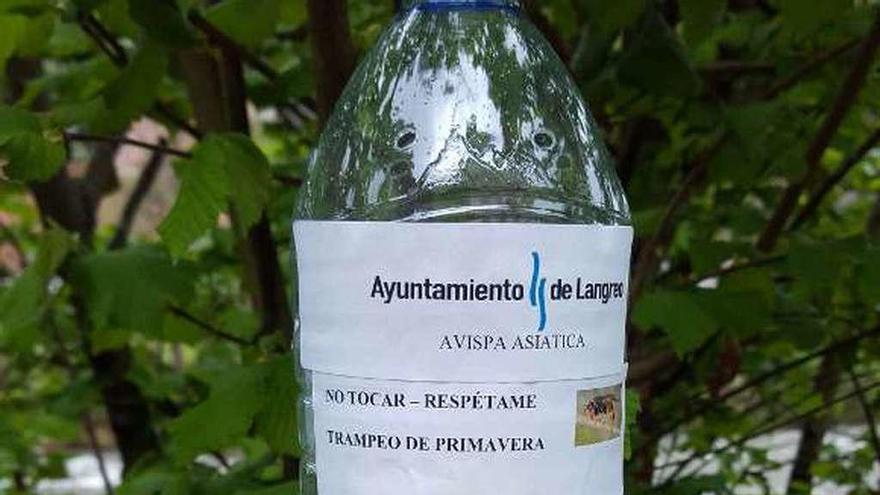 Ayuntamiento de Langreo
AVISPA ASIATICA
NO TOCAR – RESPÉTAME
TRAMPEO DE PRIMAVERA